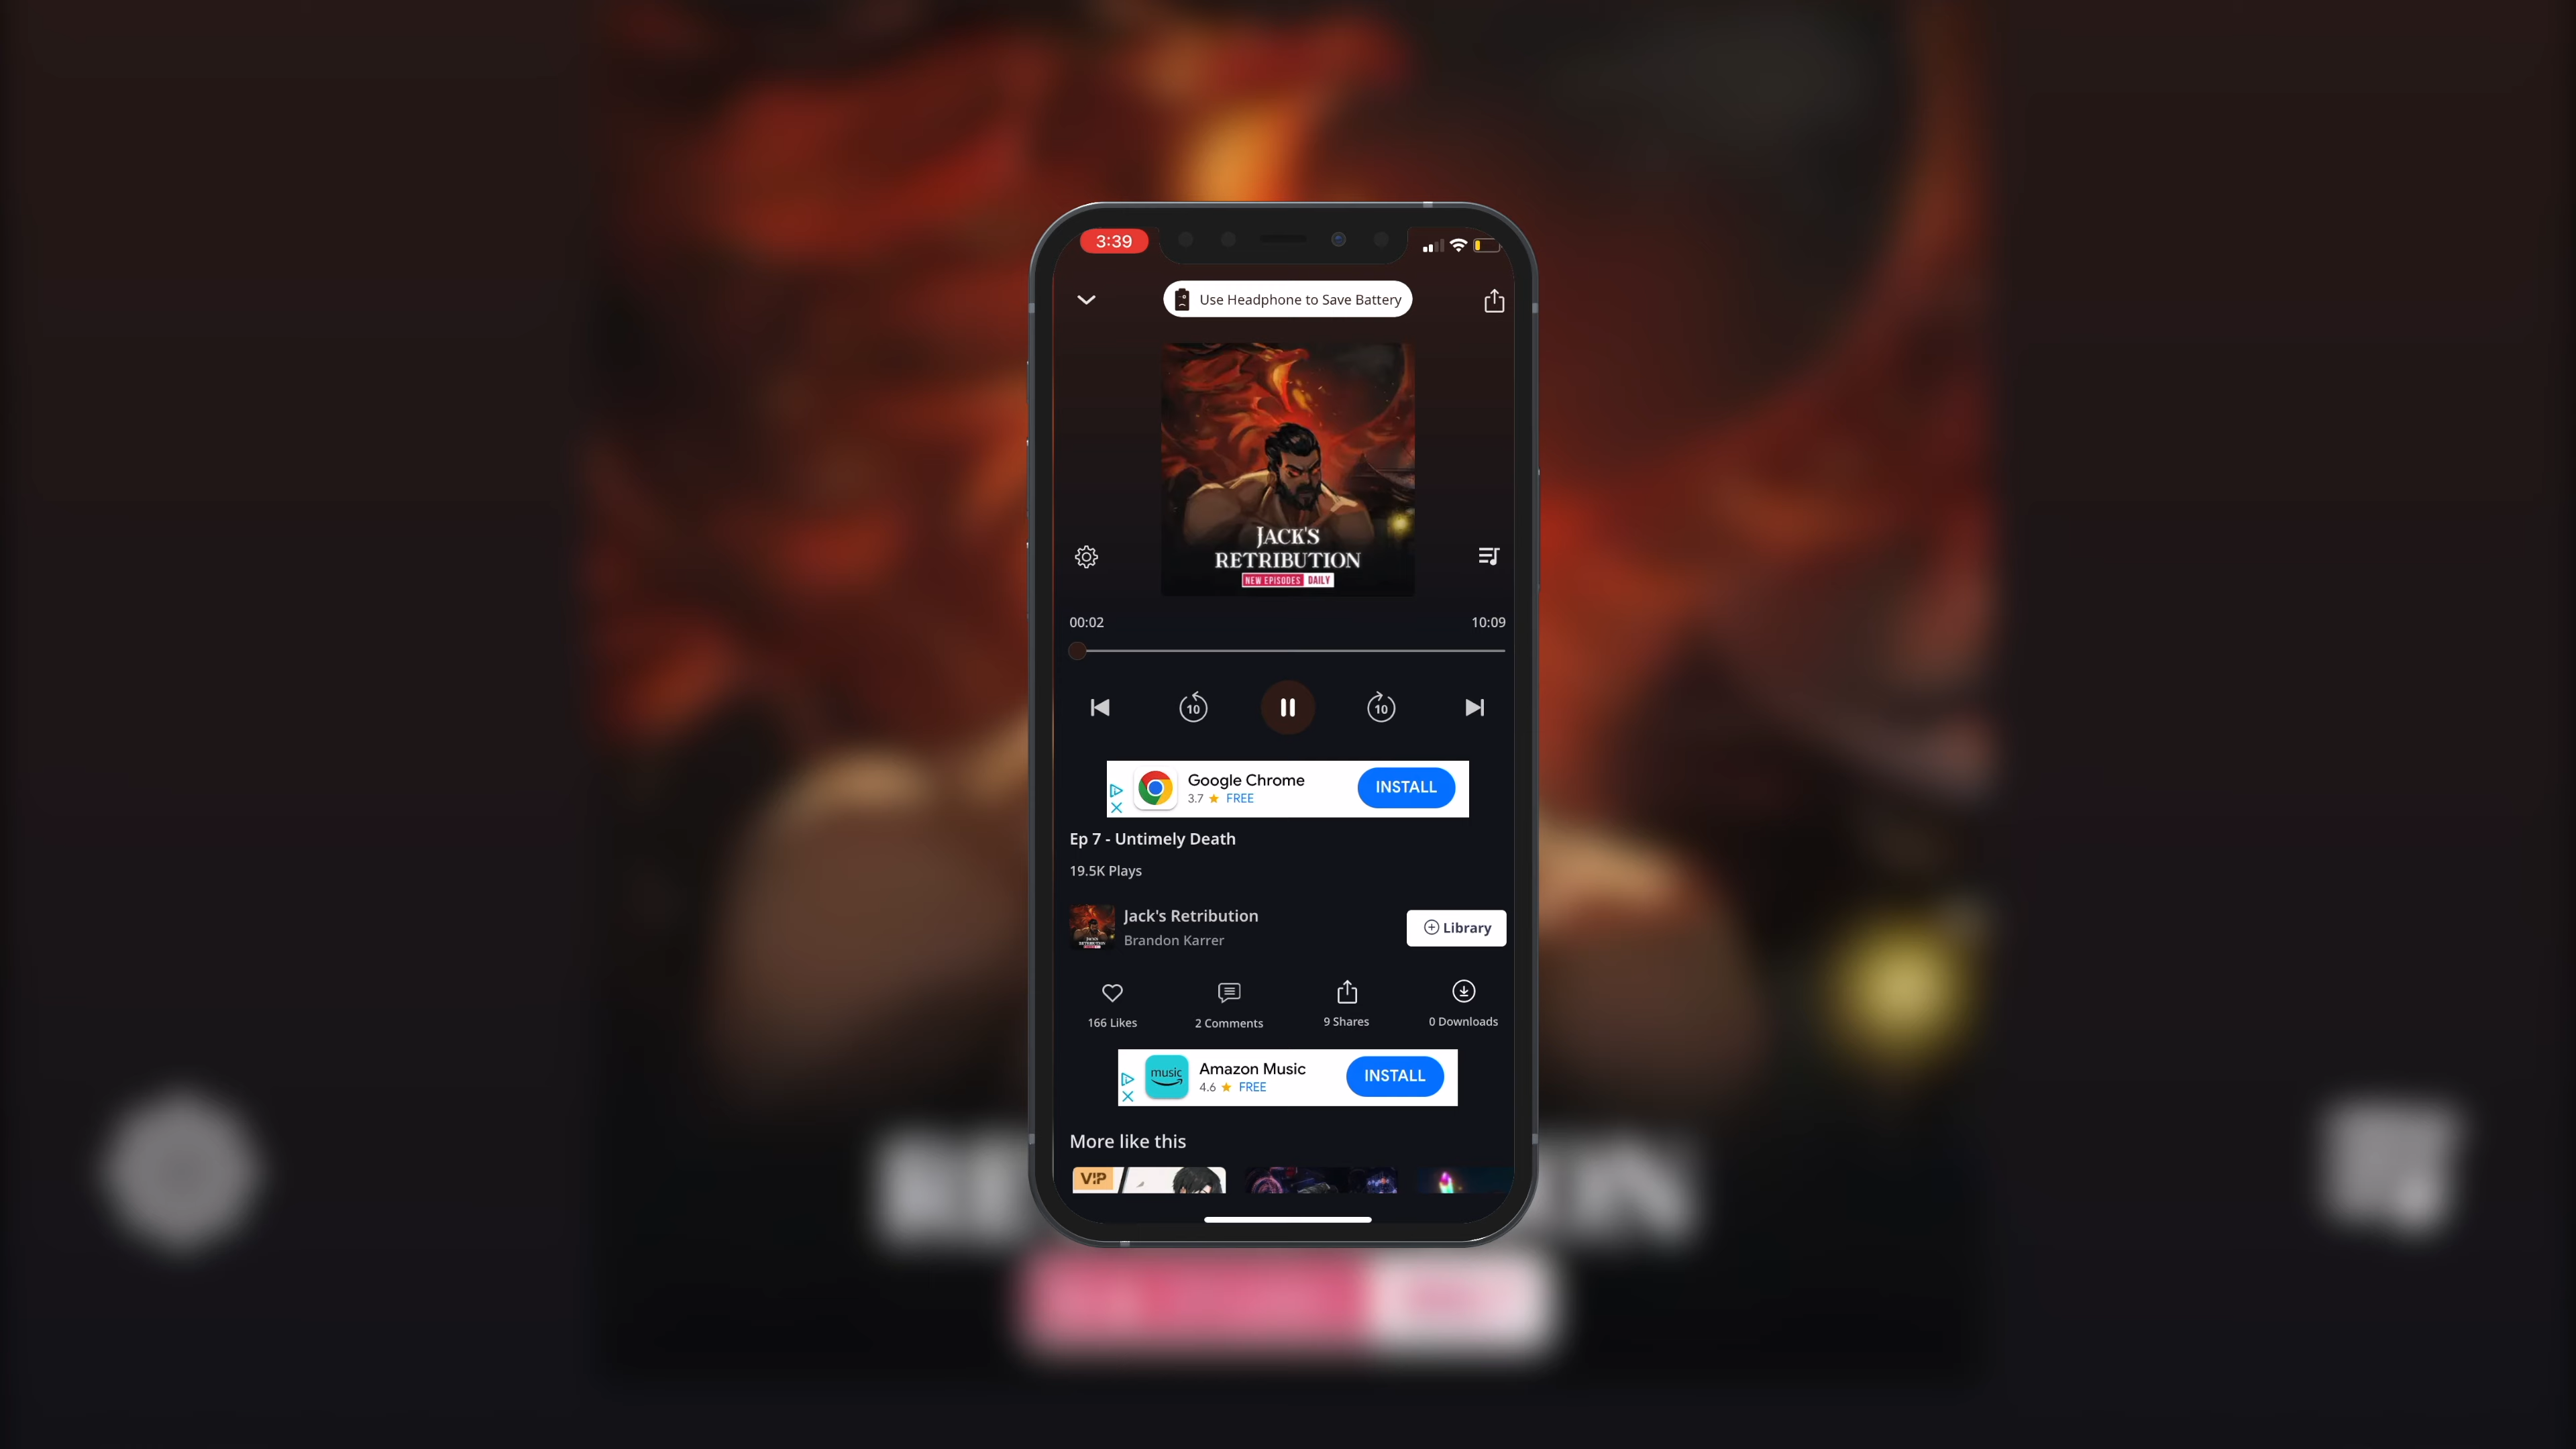 3:39
Use Headphone to Save Battery
JACK'S
RETRIBUTION
NEW EPISODES DAILY
00:02
10:09
10
10
Google Chrome
3.7 ★ FREE
INSTALL
Ep 7 - Untimely Death
19.5K Plays
Jack's Retribution
Brandon Karrer
Library
166 Likes
2 Comments
9 Shares
0 Downloads
music
Amazon Music
4.6 ★ FREE
INSTALL
More like this
VIP